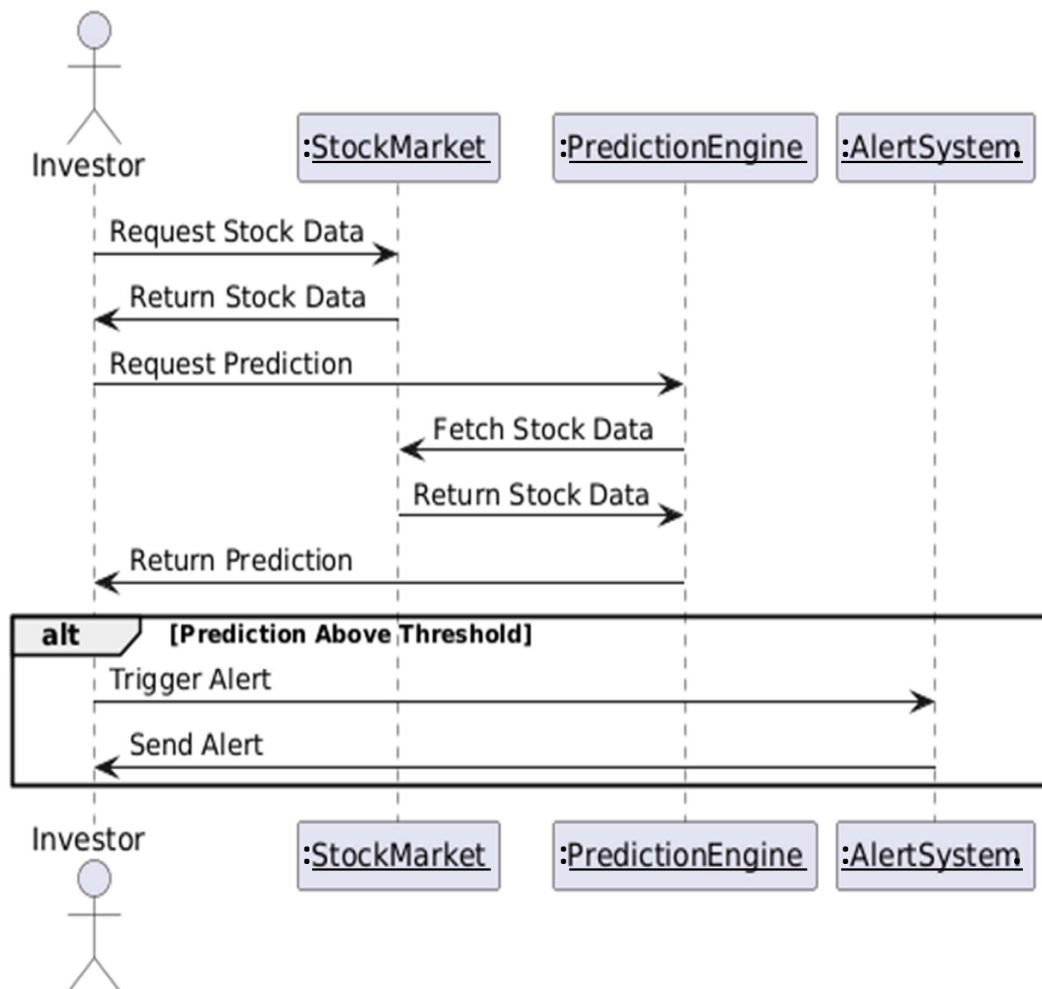 Investor
:StockMarket
:PredictionEngine
:AlertSystem
Request Stock Data
Return Stock Data
Request Prediction
Fetch Stock Data
Return Stock Data
Return Prediction
alt [Prediction Above Threshold]
Trigger Alert
Send Alert
Investor
:StockMarket
:PredictionEngine
:AlertSystem